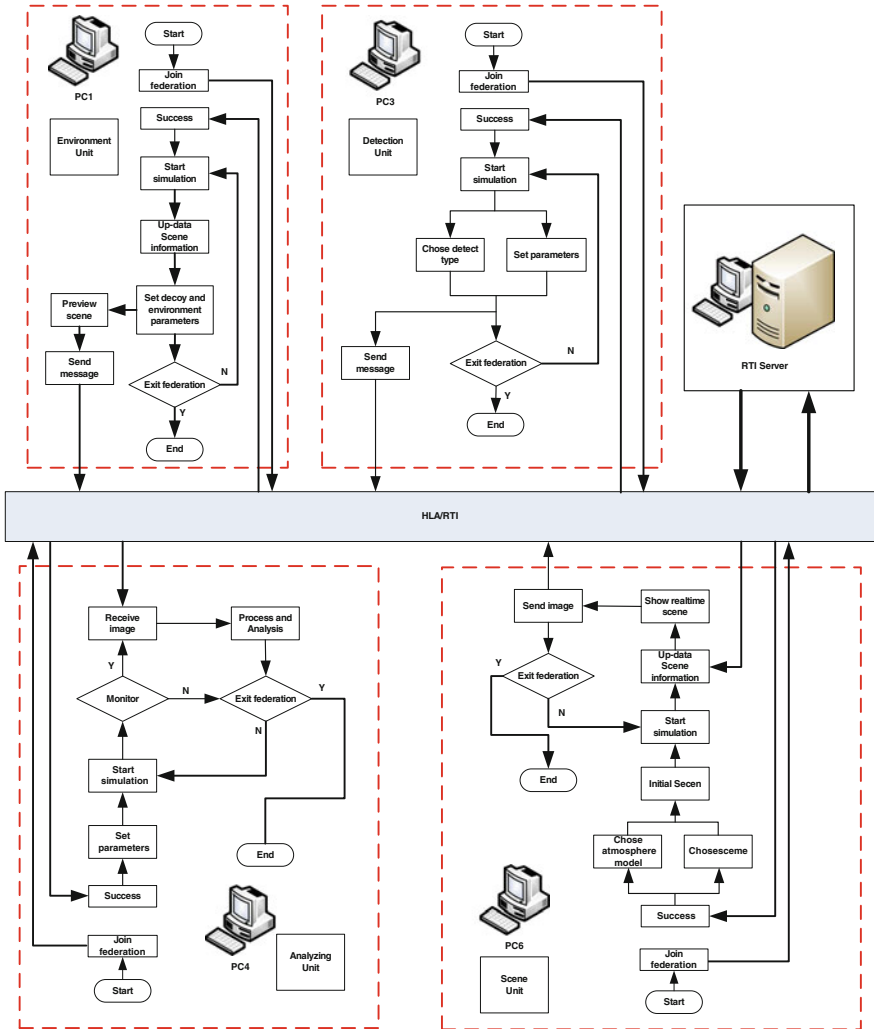 Start
Join
federation
PC1
Success
Environment
Unit
Start
simulation
Up-data
Scene
information
Preview
scene
Set decoy and
environment
parameters
Send
message
Exit federation
N
Y
End
Start
Join
federation
PC3
Success
Detection
Unit
Start
simulation
Chose detect
type
Set parameters
Send
message
Exit federation
N
Y
End
RTI Server
HLA/RTI
Receive
image
Process and
Analysis
Y
Monitor
N
Exit federation
Y
N
Start
simulation
Set
parameters
End
Success
Join
federation
PC4
Analyzing
Unit
Start
Send image
Show realtime
scene
Y
Exit federation
Up-data
Scene
information
N
Start
simulation
End
Initial Secen
Chose
atmosphere
model
Chosesceme
Success
PC6
Join
federation
Scene
Unit
Start